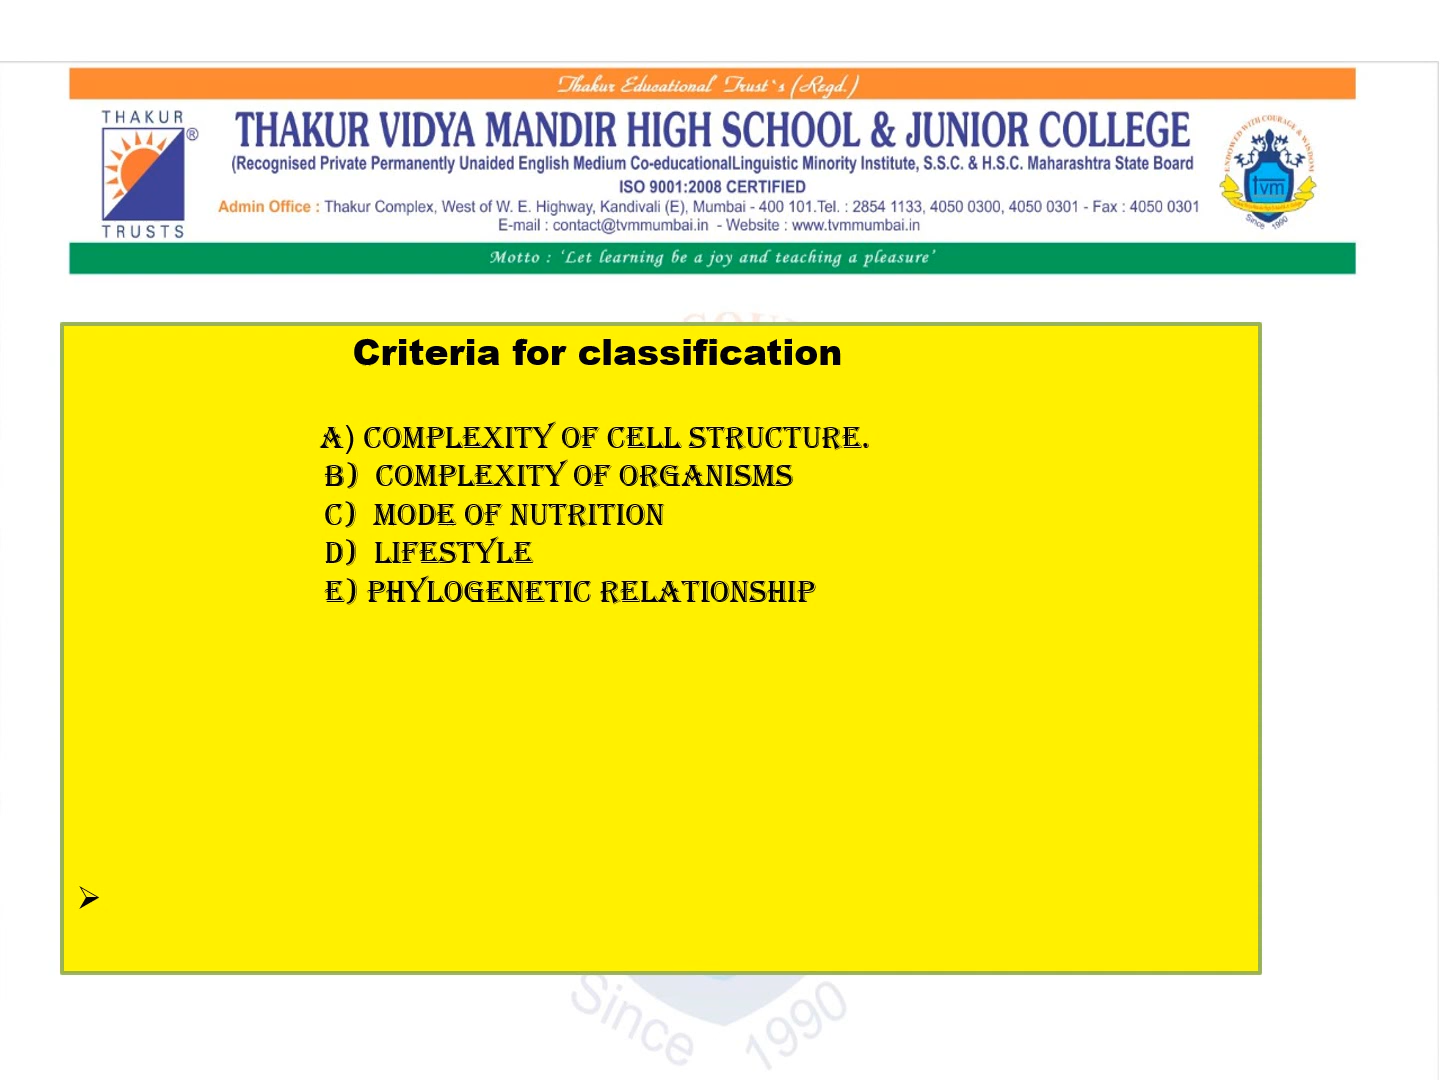 Thakur Educational Trust's (Regd.)
THAKUR
TRUSTS
®
THAKUR VIDYA MANDIR HIGH SCHOOL & JUNIOR COLLEGE
(Recognised Private Permanently Unaided English Medium Co-educationalLinguistic Minority Institute, S.S.C. & H.S.C. Maharashtra State Board
ISO 9001:2008 CERTIFIED
Admin Office : Thakur Complex, West of W. E. Highway, Kandivali (E), Mumbai - 400 101.Tel. : 2854 1133, 4050 0300, 4050 0301 - Fax : 4050 0301
E-mail : contact@tvmmumbai.in - Website : www.tvmmumbai.in
ENDOWED WITH COURAGE & WISDOM
tvm
Since 1990
Motto : 'Let learning be a joy and teaching a pleasure'
Criteria for classification
A) COMPLEXITY OF CELL STRUCTURE.
B) COMPLEXITY OF ORGANISMS
C) MODE OF NUTRITION
D) LIFESTYLE
E) PHYLOGENETIC RELATIONSHIP
Since 1990